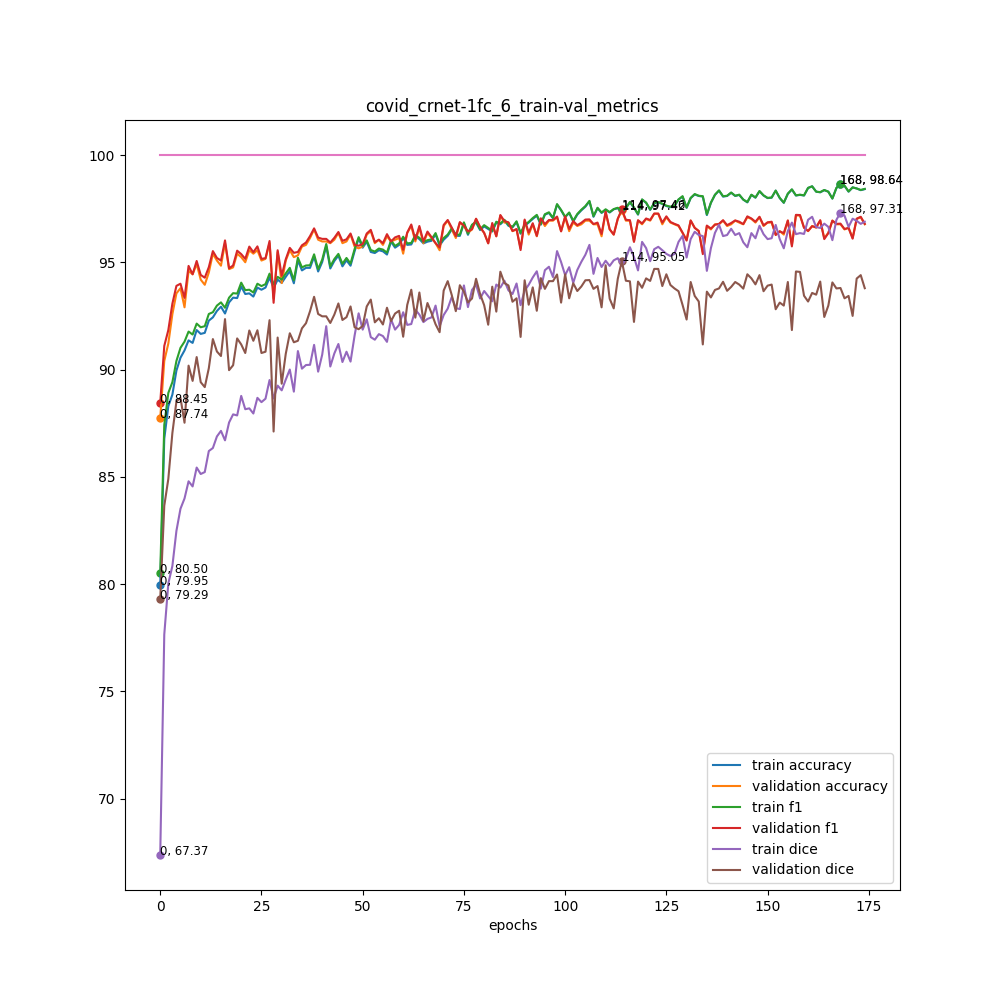 covid_crnet-1fc_6_train-val_metrics
100
168, 98.64
168, 97.31
95
114, 95.05
90
0, 88.45
0, 87.74
85
0, 80.50
80
0, 79.95
0, 79.29
75
70
0, 67.37
train accuracy
validation accuracy
train f1
validation f1
train dice
validation dice
0 25 50 75 100 125 150 175
epochs